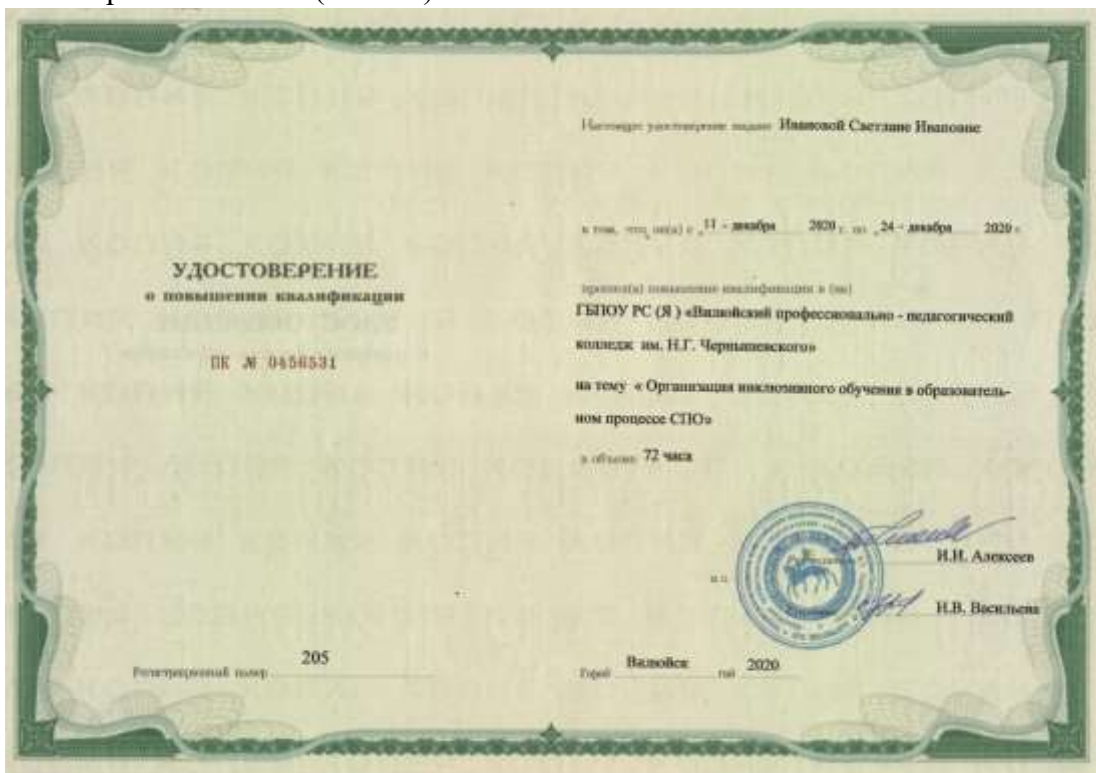 УДОСТОВЕРЕНИЕ
о повышении квалификации
ПК № 0456531
Регистрационный номер 205
Настоящее удостоверение выдано Ивановой Светлане Ивановне
в том, что он(а) с „11 - декабря 2020 г. по „24 - декабря 2020 г.
прошел(а) повышение квалификации в (на)
ГБПОУ РС (Я ) «Вилюйский профессионально - педагогический
колледж им. Н.Г. Чернышевского»
на тему « Организация инклюзивного обучения в образователь-
ном процессе СПО»
в объеме 72 часа
И.И. Алексеев
М.П.
Н.В. Васильева
Город Вилюйск год 2020